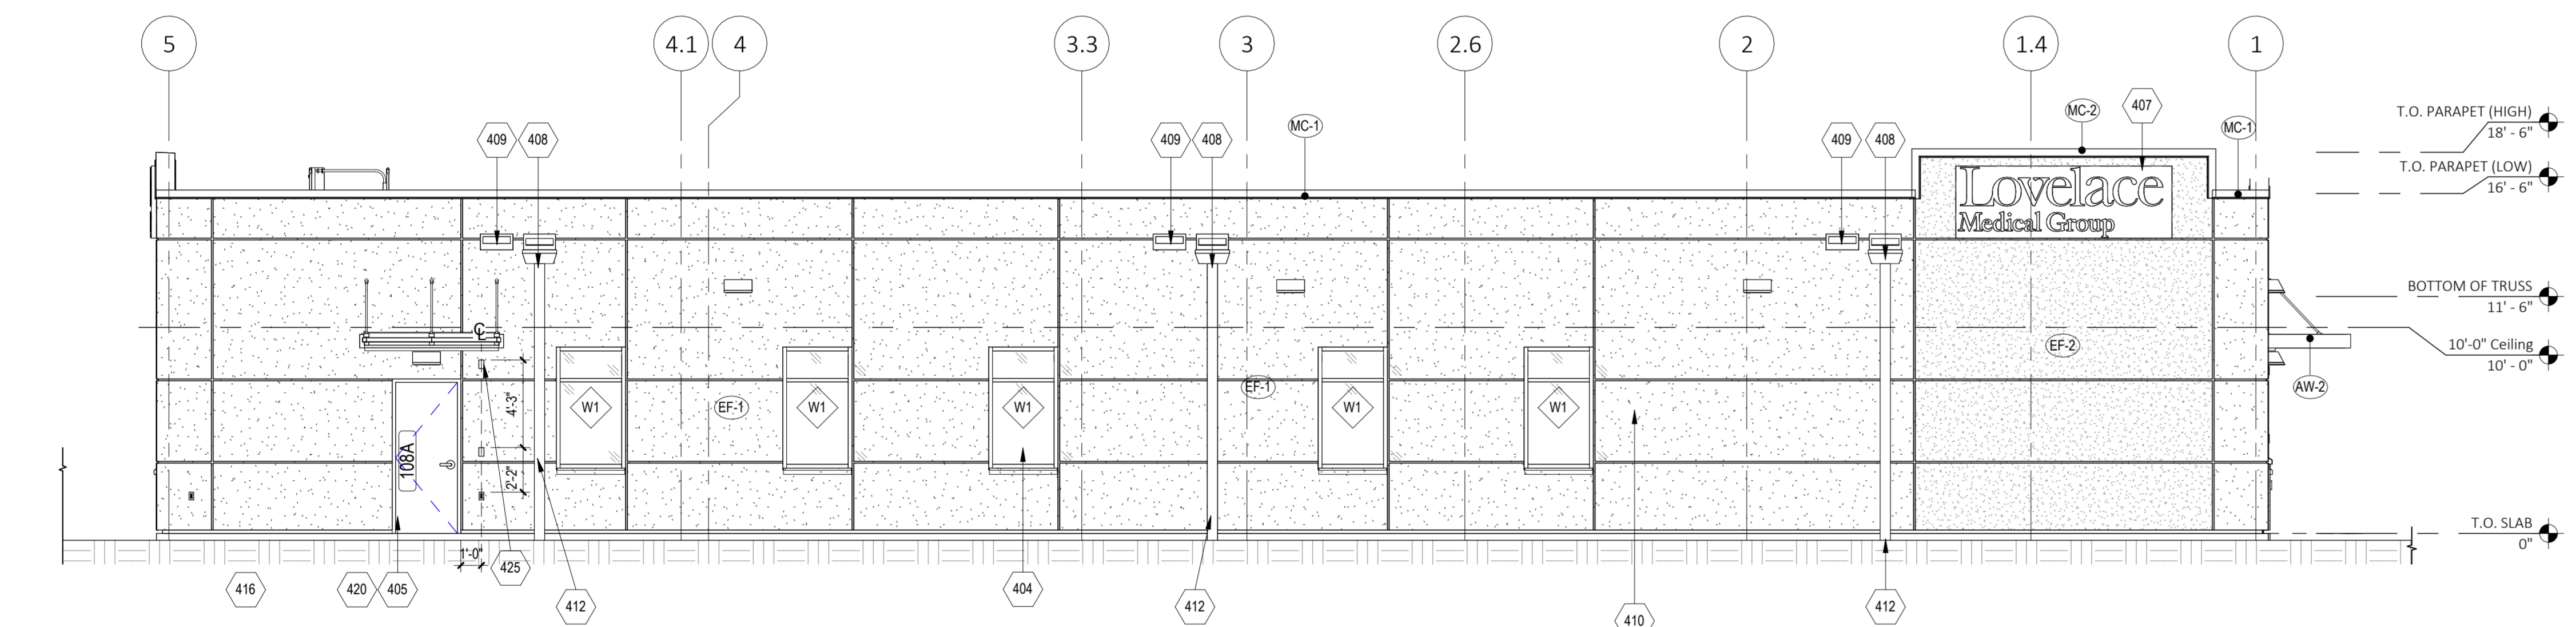 5
4.1
4
3.3
3
2.6
2
1.4
1
409
408
409
408
MC-1
409
408
MC-2
407
MC-1
T.O. PARAPET (HIGH)
18' - 6"
T.O. PARAPET (LOW)
16' - 6"
Lovelace
Medical Group
BOTTOM OF TRUSS
11' - 6"
10'-0" Ceiling
10' - 0"
CL
EF-2
AW-2
4'-3"
W1
EF-1
W1
W1
EF-1
W1
W1
108A
2'-2"
T.O. SLAB
0"
1'-0"
416
420
405
425
412
404
412
410
412